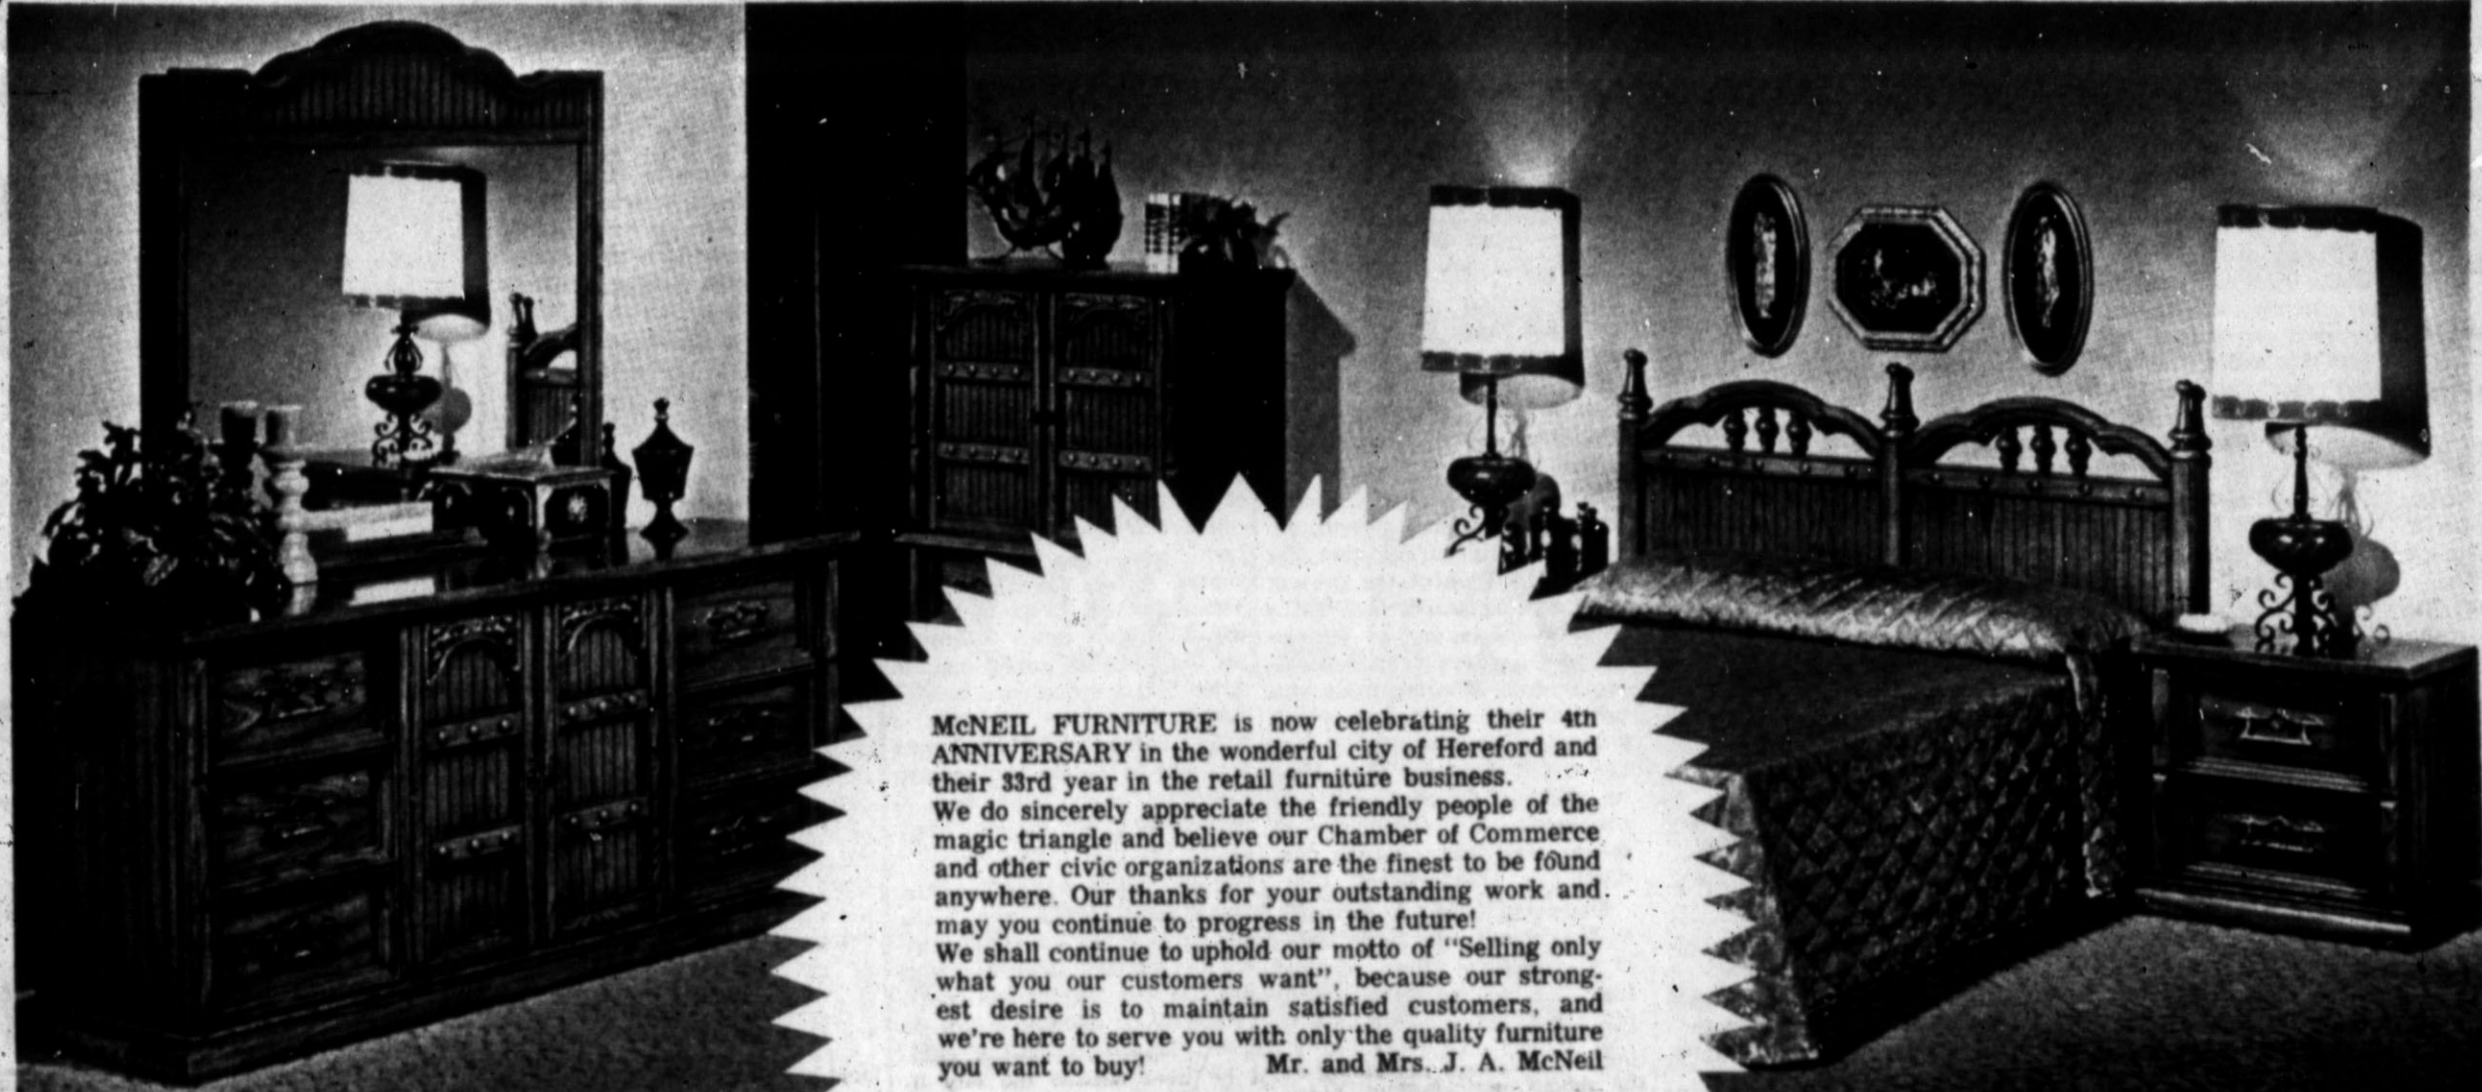 McNEIL FURNITURE is now celebrating their 4th
ANNIVERSARY in the wonderful city of Hereford and
their 33rd year in the retail furniture business.
We do sincerely appreciate the friendly people of the
magic triangle and believe our Chamber of Commerce
and other civic organizations are the finest to be found
anywhere. Our thanks for your outstanding work and
may you continue to progress in the future!
We shall continue to uphold our motto of "Selling only
what you our customers want", because our strong-
est desire is to maintain satisfied customers, and
we're here to serve you with only the quality furniture
you want to buy! Mr. and Mrs. J. A. McNeil